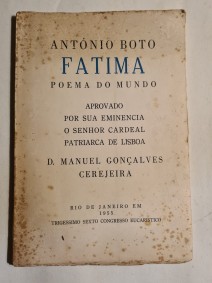 ANTÓNIO BOTO
FATIMA
POEMA DO MUNDO
APROVADO
POR SUA EMINENCIA
O SENHOR CARDEAL
PATRIARCA DE LISBOA
D. MANUEL GONÇALVES
CEREJEIRA
RIO DE JANEIRO EM
1955
TRIGESSIMO SEXTO CONGRESSO EUCARISTICO